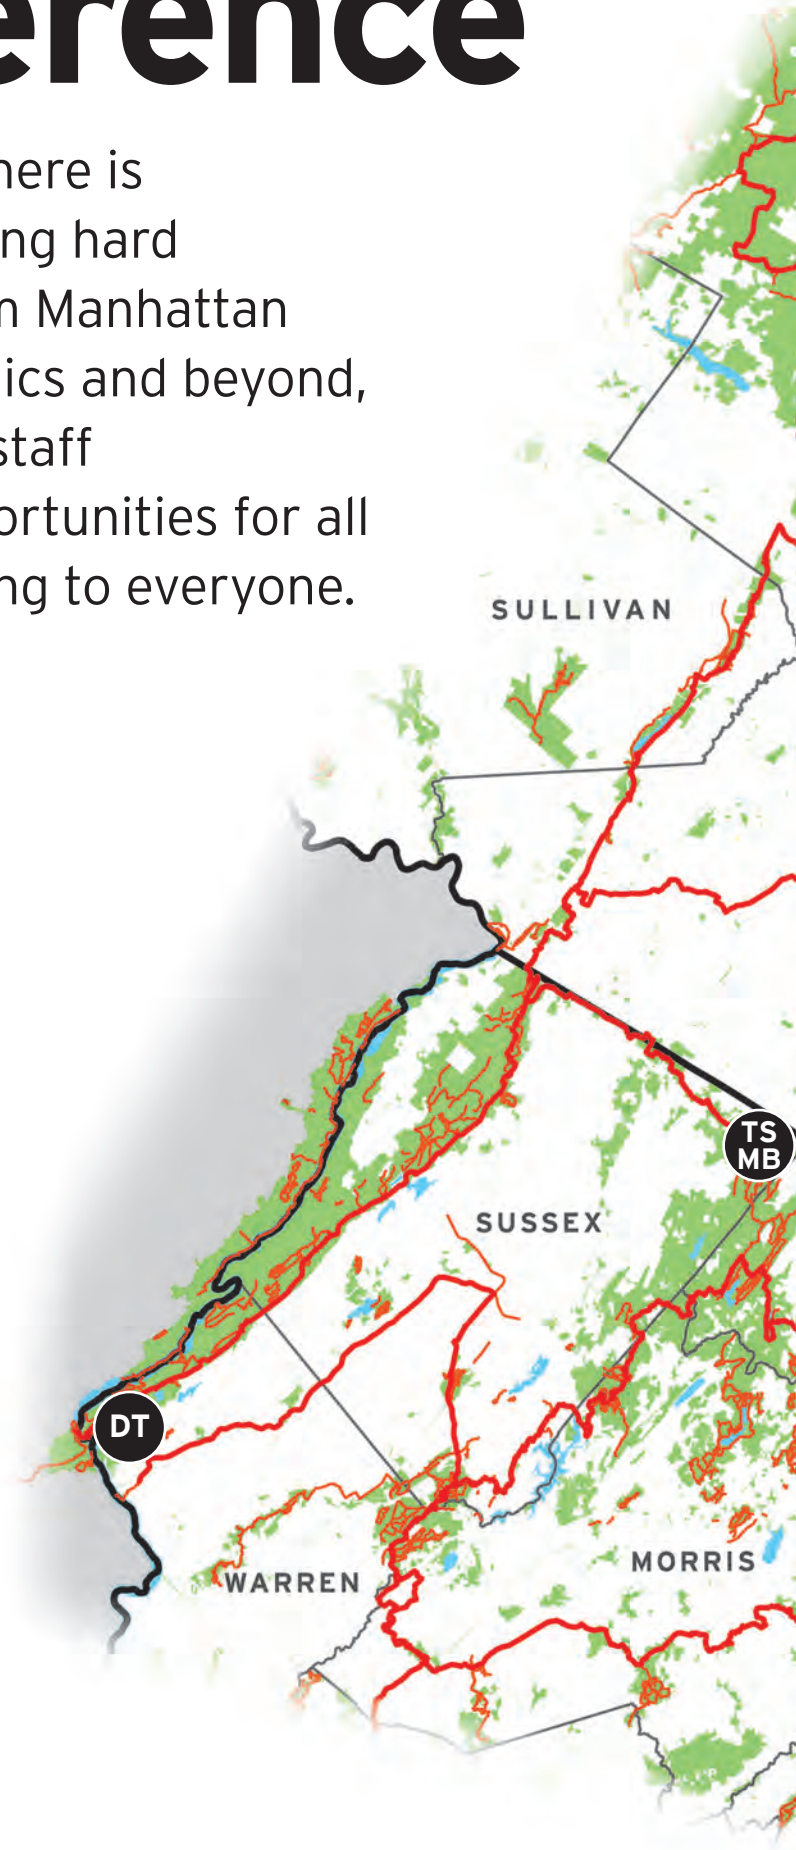 erence
here is
ng hard
m Manhattan
ics and beyond,
staff
ortunities for all
ng to everyone.
SULLIVAN
TS
MB
SUSSEX
DT
MORRIS
WARREN